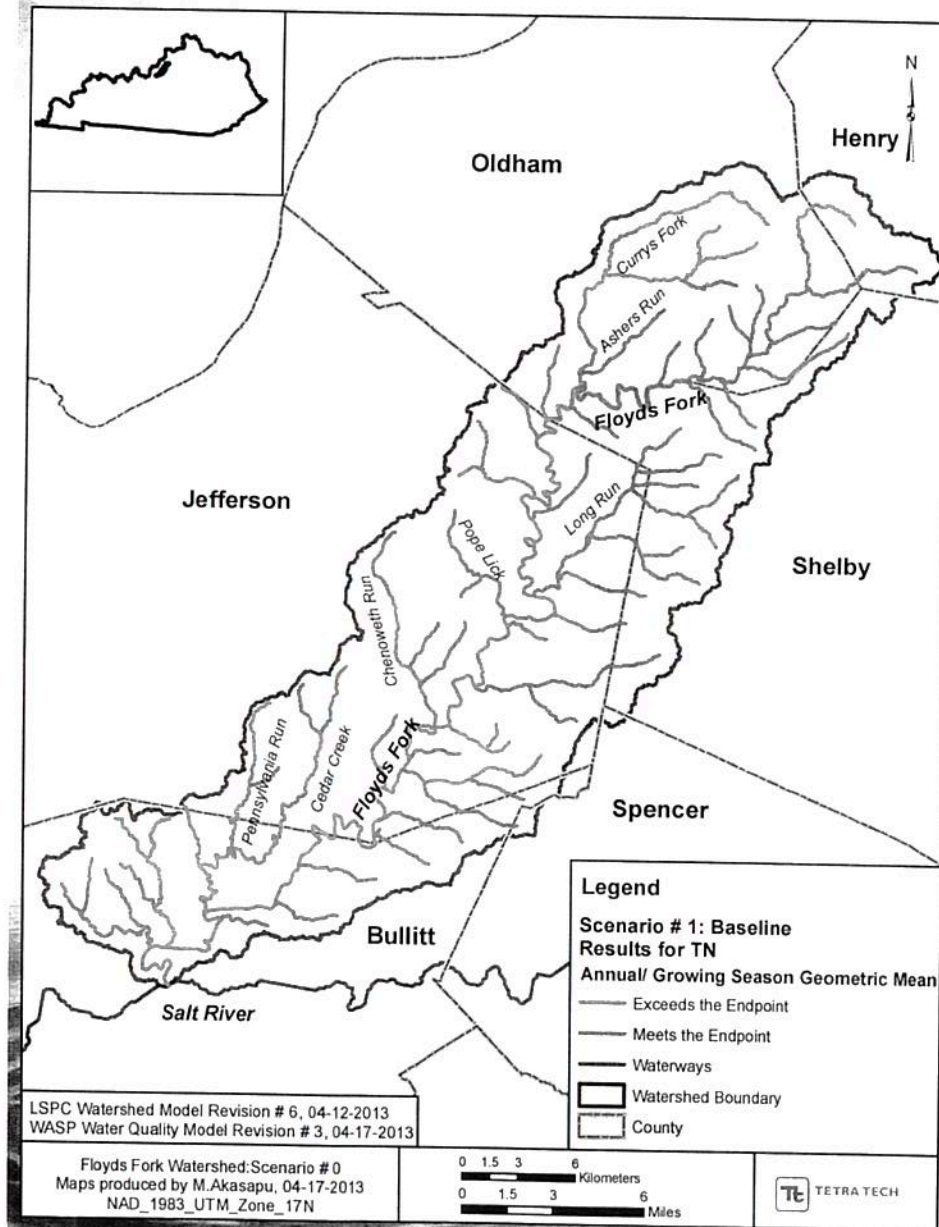 N
Henry
Oldham
Currys Fork
Ashers Run
Floyds Fork
Jefferson
Long Run
Pope Lick
Shelby
Chenoweth Run
Pennsylvania Run
Cedar Creek
Floyds Fork
Spencer
Bullitt
Salt River
Legend
Scenario # 1: Baseline
Results for TN
Annual/ Growing Season Geometric Mean
Exceeds the Endpoint
Meets the Endpoint
Waterways
Watershed Boundary
County
LSPC Watershed Model Revision # 6, 04-12-2013
WASP Water Quality Model Revision # 3, 04-17-2013
Floyds Fork Watershed:Scenario # 0
Maps produced by M.Akasapu, 04-17-2013
NAD_1983_UTM_Zone_17N
0 1.5 3 6
Kilometers
0 1.5 3 6
Miles
Tt TETRA TECH